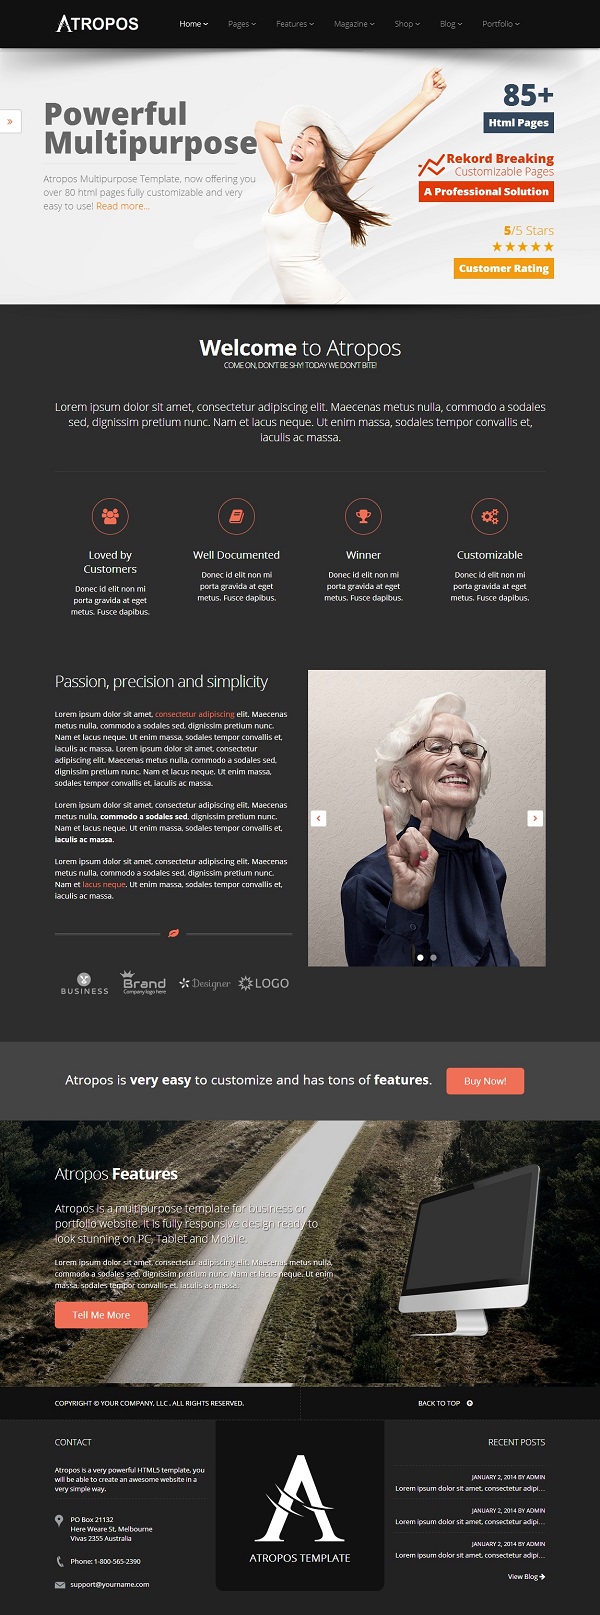 ATROPOS
Home Pages Features Magazine Shop Blog Portfolio
Powerful
Multipurpose
Atropos Multipurpose Template, now offering you
over 80 html pages fully customizable and very
easy to use! Read more...
85+
Html Pages
Rekord Breaking
Customizable Pages
A Professional Solution
5/5 Stars
Customer Rating
Welcome to Atropos
COME ON, DON'T BE SHY! TODAY WE DON'T BITE!
Lorem ipsum dolor sit amet, consectetur adipiscing elit. Maecenas metus nulla, commodo a sodales
sed, dignissim pretium nunc. Nam et lacus neque. Ut enim massa, sodales tempor convallis et,
iaculis ac massa.
Loved by
Customers
Donec id elit non mi
porta gravida at eget
metus. Fusce dapibus.
Well Documented
Donec id elit non mi
porta gravida at eget
metus. Fusce dapibus.
Winner
Donec id elit non mi
porta gravida at eget
metus. Fusce dapibus.
Customizable
Donec id elit non mi
porta gravida at eget
metus. Fusce dapibus.
Passion, precision and simplicity
Lorem ipsum dolor sit amet, consectetur adipiscing elit. Maecenas
metus nulla, commodo a sodales sed, dignissim pretium nunc.
Nam et lacus neque. Ut enim massa, sodales tempor convallis et,
iaculis ac massa. Lorem ipsum dolor sit amet, consectetur
adipiscing elit. Maecenas metus nulla, commodo a sodales sed,
dignissim pretium nunc. Nam et lacus neque. Ut enim massa,
sodales tempor convallis et, iaculis ac massa.
Lorem ipsum dolor sit amet, consectetur adipiscing elit. Maecenas
metus nulla, commodo a sodales sed, dignissim pretium nunc.
Nam et lacus neque. Ut enim massa, sodales tempor convallis et,
iaculis ac massa.
Lorem ipsum dolor sit amet, consectetur adipiscing elit. Maecenas
metus nulla, commodo a sodales sed, dignissim pretium nunc.
Nam et lacus neque. Ut enim massa, sodales tempor convallis et,
iaculis ac massa.
BUSINESS
Brand
Company logo here
Designer
LOGO
Atropos is very easy to customize and has tons of features.
Buy Now!
Atropos Features
Atropos is a multipurpose template for business or
portfolio website. It is fully responsive design ready to
look stunning on PC, Tablet and Mobile.
Lorem ipsum dolor sit amet, consectetur adipiscing elit. Maecenas metus nulla,
commodo a sodales sed, dignissim pretium nunc. Nam et lacus neque. Ut enim
massa, sodales tempor convallis et, iaculis ac massa.
Tell Me More
COPYRIGHT © YOUR COMPANY, LLC . ALL RIGHTS RESERVED.
BACK TO TOP
CONTACT
Atropos is a very powerful HTML5 template, you
will be able to create an awesome website in a
very simple way.
PO Box 21132
Here Weare St, Melbourne
Vivas 2355 Australia
Phone: 1-800-565-2390
support@yourname.com
ATROPOS TEMPLATE
RECENT POSTS
JANUARY 2, 2014 BY ADMIN
Lorem ipsum dolor sit amet, consectetur adipi...
JANUARY 2, 2014 BY ADMIN
Lorem ipsum dolor sit amet, consectetur adipi...
JANUARY 2, 2014 BY ADMIN
Lorem ipsum dolor sit amet, consectetur adipi...
View Blog